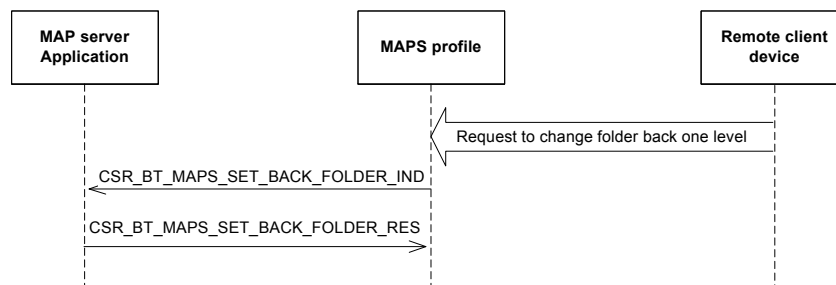 MAP server
Application
MAPS profile
Remote client
device
Request to change folder back one level
CSR_BT_MAPS_SET_BACK_FOLDER_IND
CSR_BT_MAPS_SET_BACK_FOLDER_RES